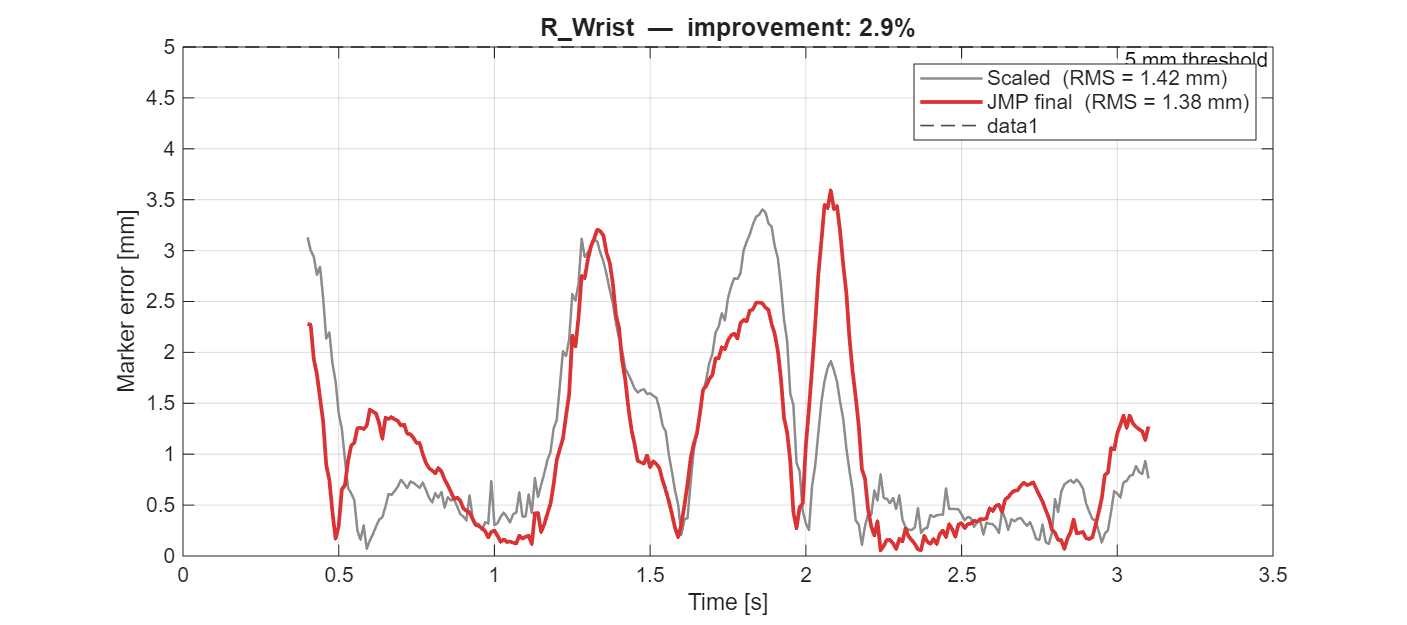 R_Wrist — improvement: 2.9%
5
5 mm threshold
Scaled (RMS = 1.42 mm)
JMP final (RMS = 1.38 mm)
data1
4.5
4
3.5
3
2.5
2
1.5
1
0.5
0
Marker error [mm]
0 0.5 1 1.5 2 2.5 3 3.5
Time [s]